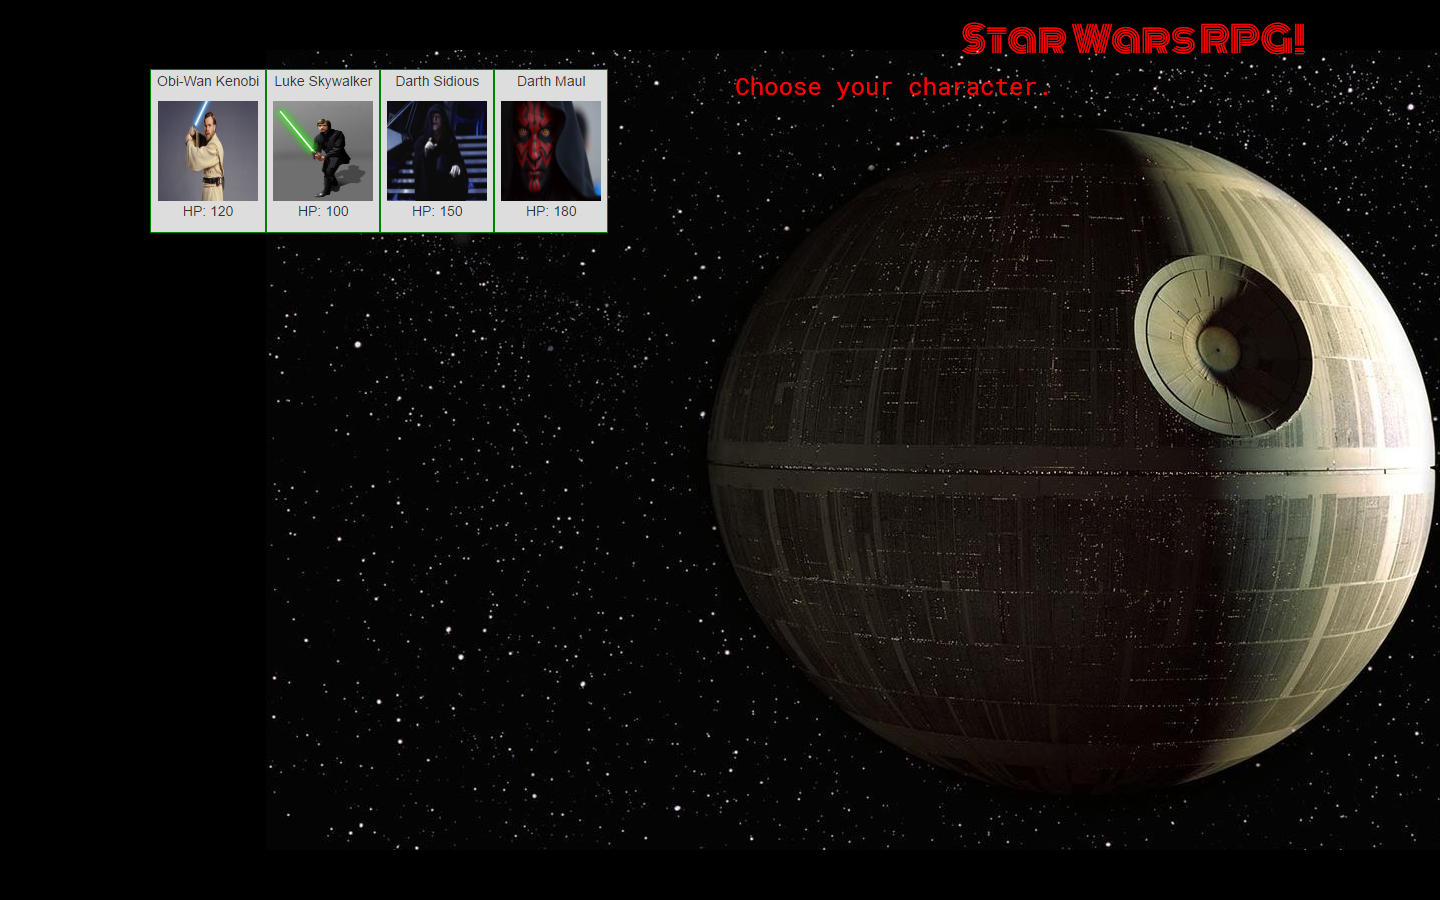 Star Wars RPG!
Obi-Wan Kenobi
HP: 120
Luke Skywalker
HP: 100
Darth Sidious
HP: 150
Darth Maul
HP: 180
Choose your character.